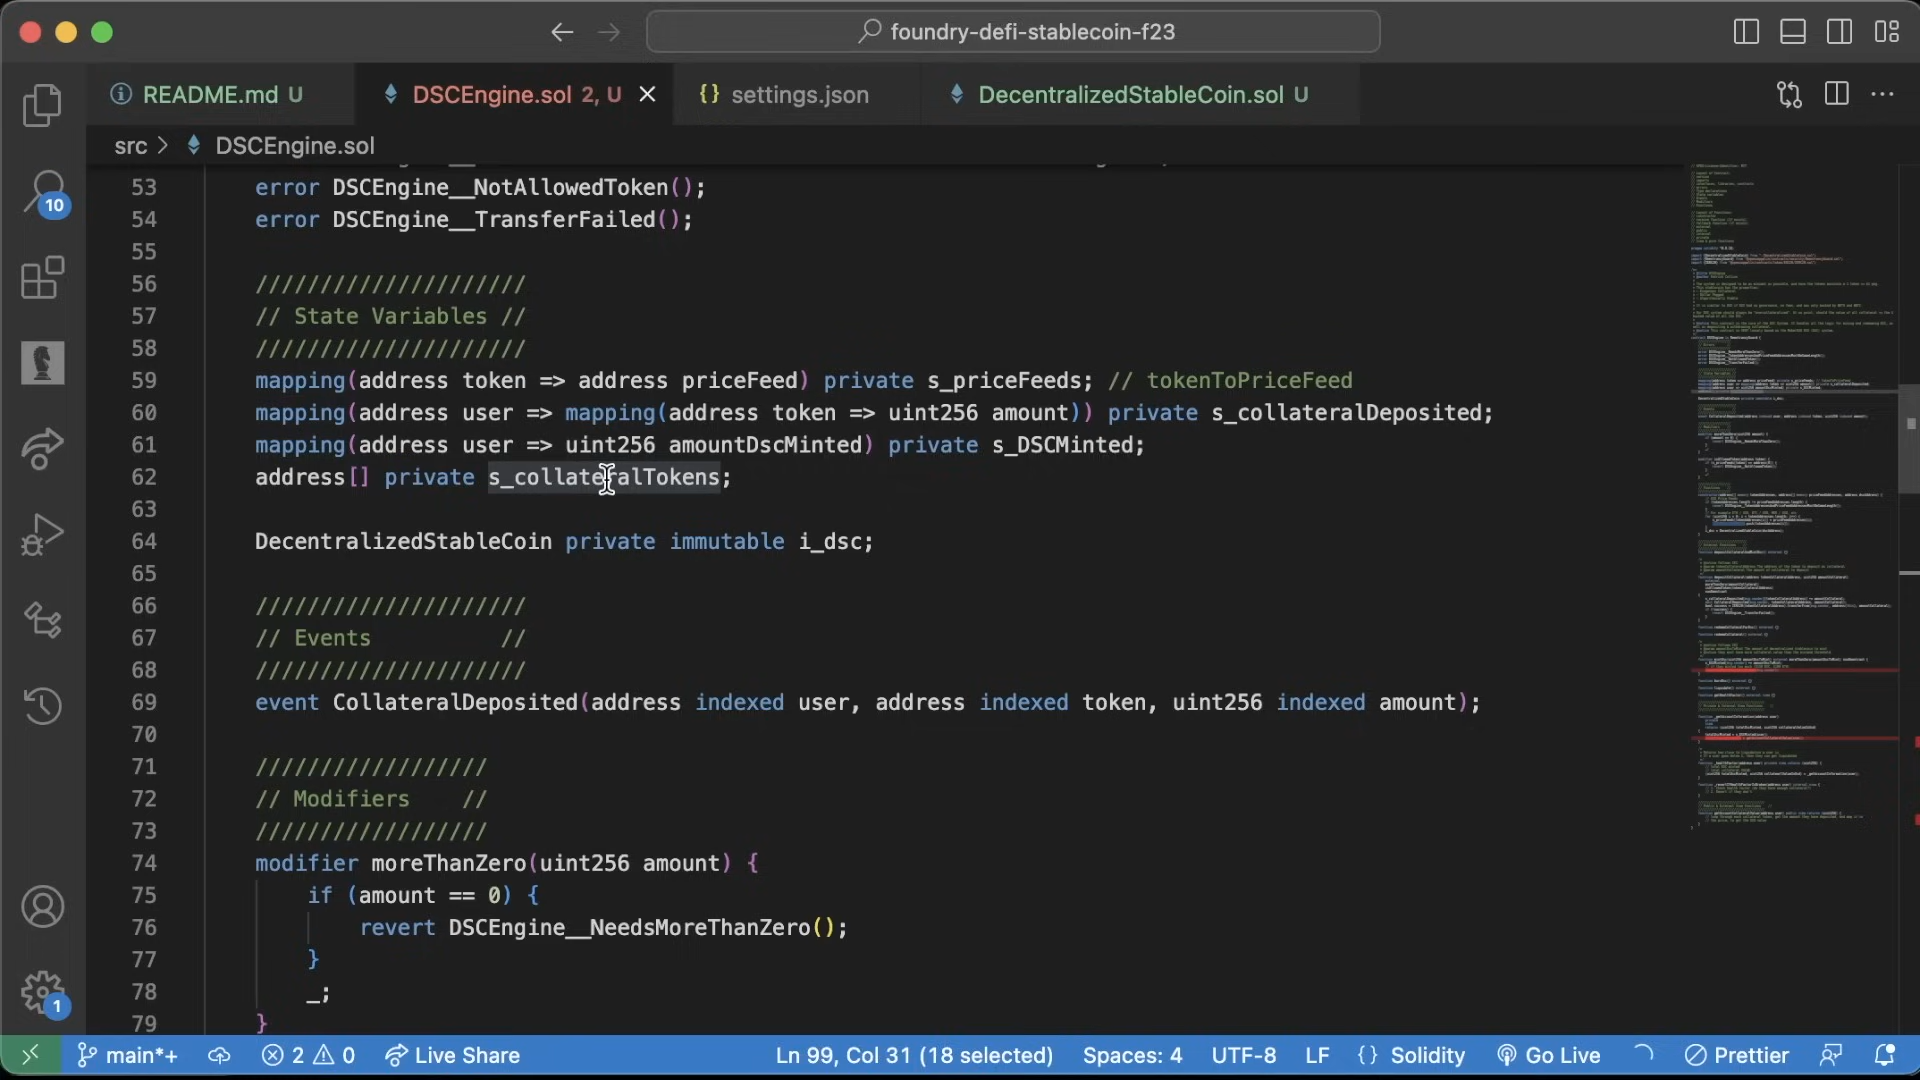 foundry-defi-stablecoin-f23
README.md U
DSCEngine.sol 2, U
{} settings.json
DecentralizedStableCoin.sol U
src > DSCEngine.sol
10
53 error DSCEngine__NotAllowedToken();
54 error DSCEngine__TransferFailed();
55
56 /////////////////////
57 // State Variables //
58 /////////////////////
59 mapping(address token => address priceFeed) private s_priceFeeds; // tokenToPriceFeed
60 mapping(address user => mapping(address token => uint256 amount)) private s_collateralDeposited;
61 mapping(address user => uint256 amountDscMinted) private s_DSCMinted;
62 address[] private s_collateralTokens;
63
64 DecentralizedStableCoin private immutable i_dsc;
65
66 /////////////////////
67 // Events          //
68 /////////////////////
69 event CollateralDeposited(address indexed user, address indexed token, uint256 indexed amount);
70
71 //////////////////
72 // Modifiers    //
73 //////////////////
74 modifier moreThanZero(uint256 amount) {
75 if (amount == 0) {
76 revert DSCEngine__NeedsMoreThanZero();
77 }
78 _;
79 }
1
main*+ 2 0 Live Share Ln 99, Col 31 (18 selected) Spaces: 4 UTF-8 LF {} Solidity Go Live Prettier